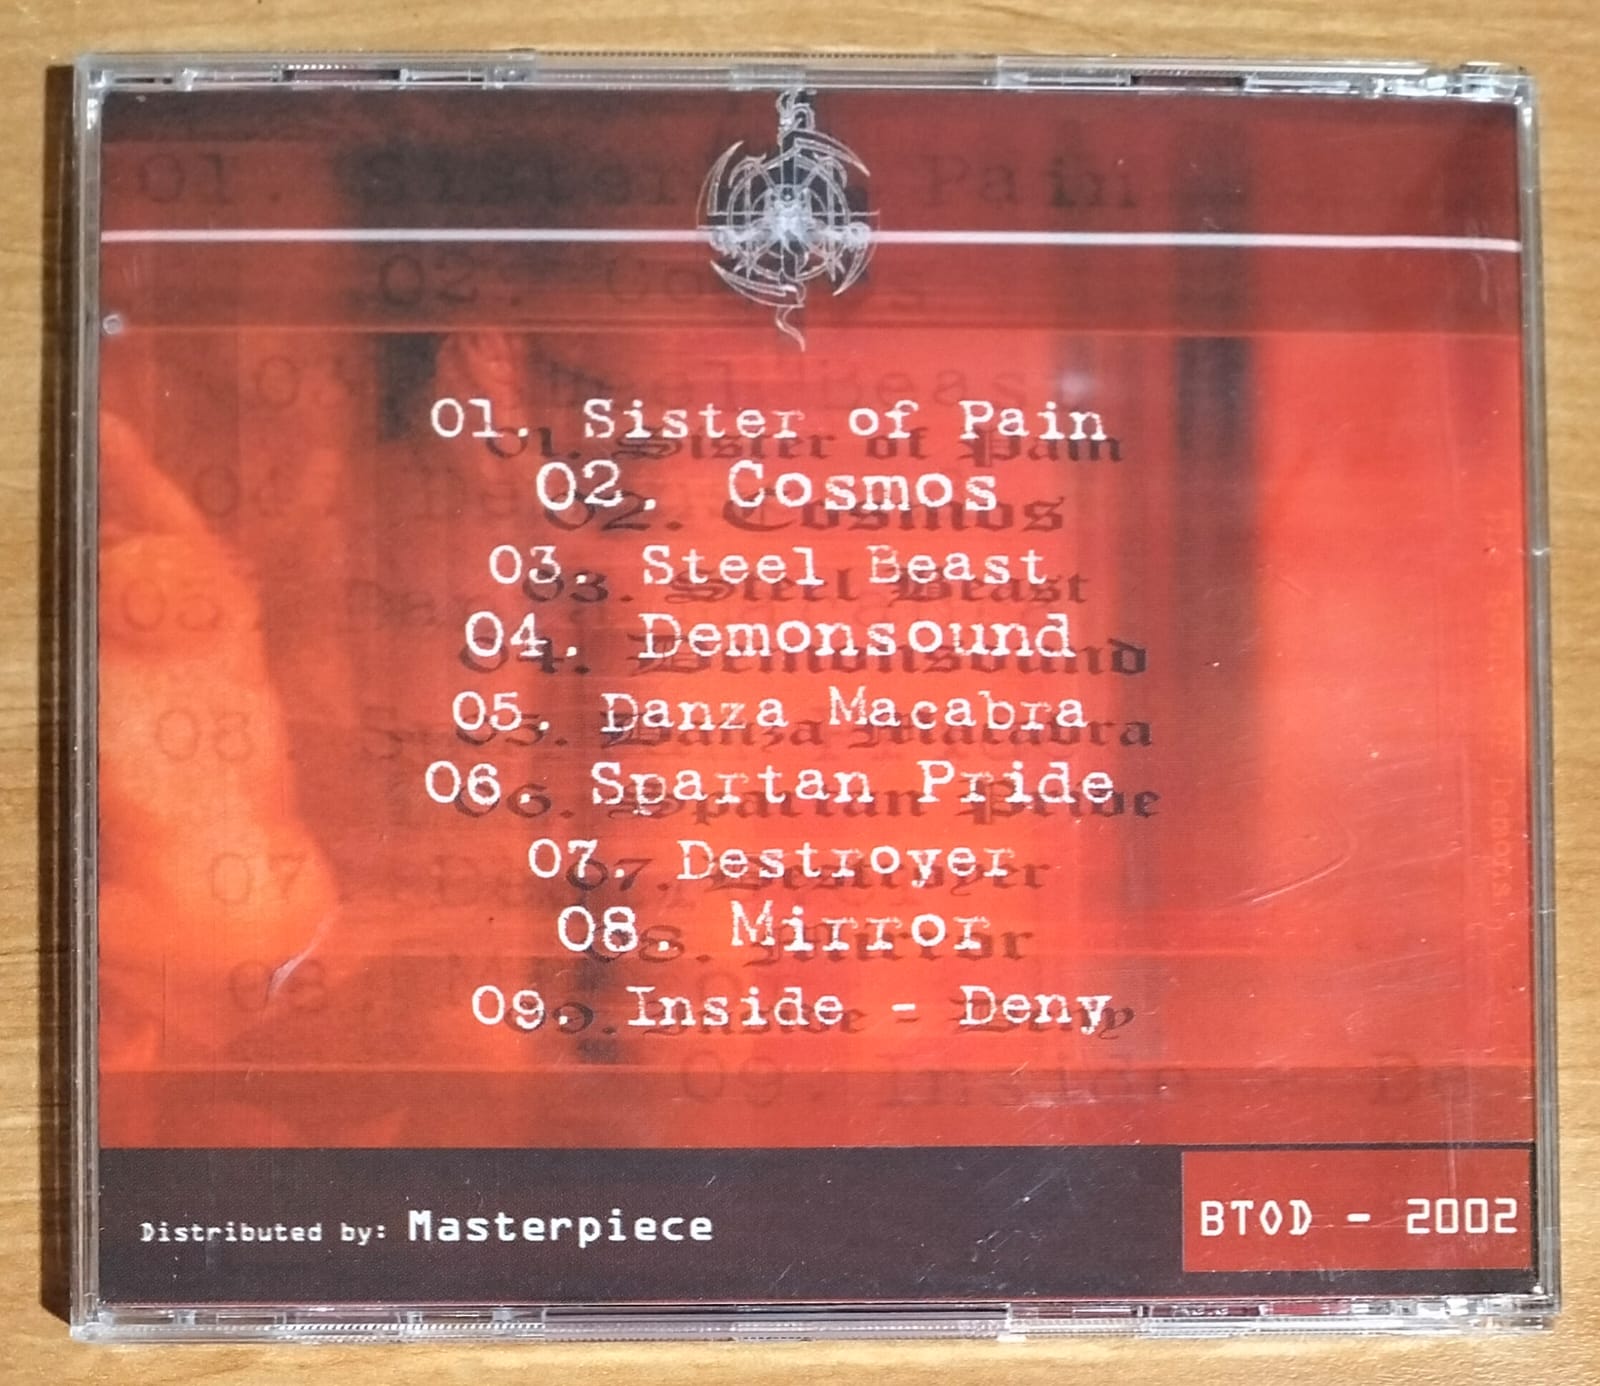 01. Sister of Pain
02. Cosmos
03. Steel Beast
04. Demonsound
05. Danza Macabra
06. Spartan Pride
07. Destroyer
08. Mirror
09. Inside - Deny
Distributed by: Masterpiece
BTOD - 2002